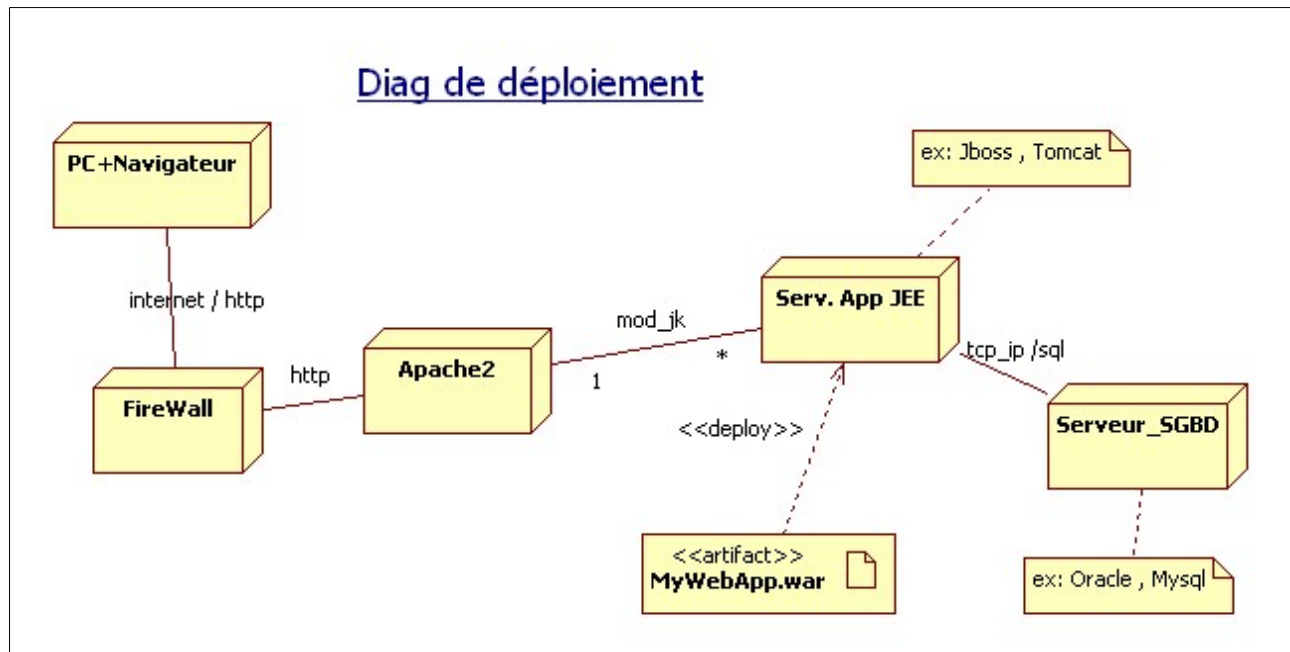 Diag de déploiement
PC+Navigateur
ex: Jboss , Tomcat
internet / http
Serv. App JEE
mod_jk
*
tcp_ip /sql
http
Apache2
1
FireWall
Serveur_SGBD
<<deploy>>
<<artifact>>
MyWebApp.war
ex: Oracle , Mysql